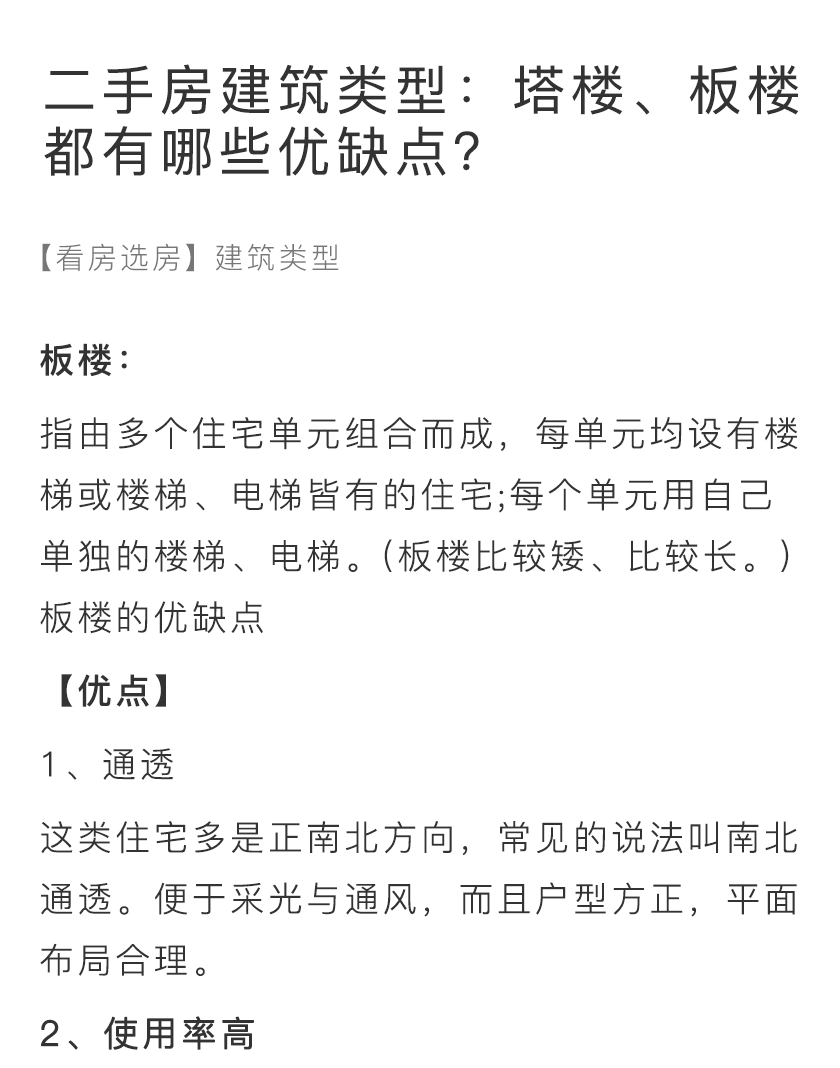 二手房建筑类型：塔楼、板楼
都有哪些优缺点？
【看房选房】建筑类型
板楼：
指由多个住宅单元组合而成，每单元均设有楼
梯或楼梯、电梯皆有的住宅;每个单元用自己
单独的楼梯、电梯。（板楼比较矮、比较长。）
板楼的优缺点
【优点】
1、通透
这类住宅多是正南北方向，常见的说法叫南北
通透。便于采光与通风，而且户型方正，平面
布局合理。
2、使用率高